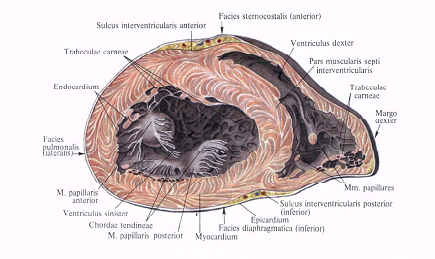 Facies sternocostalis (anterior)
Sulcus interventricularis anterior
Ventriculus dexter
Trabeculae carneae
Pars muscularis septi
interventricularis
Endocardium
Trabeculae
carneae
Margo
dexter
Facies
pulmonalis
(lateralis)
M. papillaris
anterior
Mm. papillares
Ventriculus sinister
Sulcus interventricularis posterior
(inferior)
Chordae tendineae
Epicardium
M. papillaris posterior
Myocardium
Facies diaphragmatica (inferior)